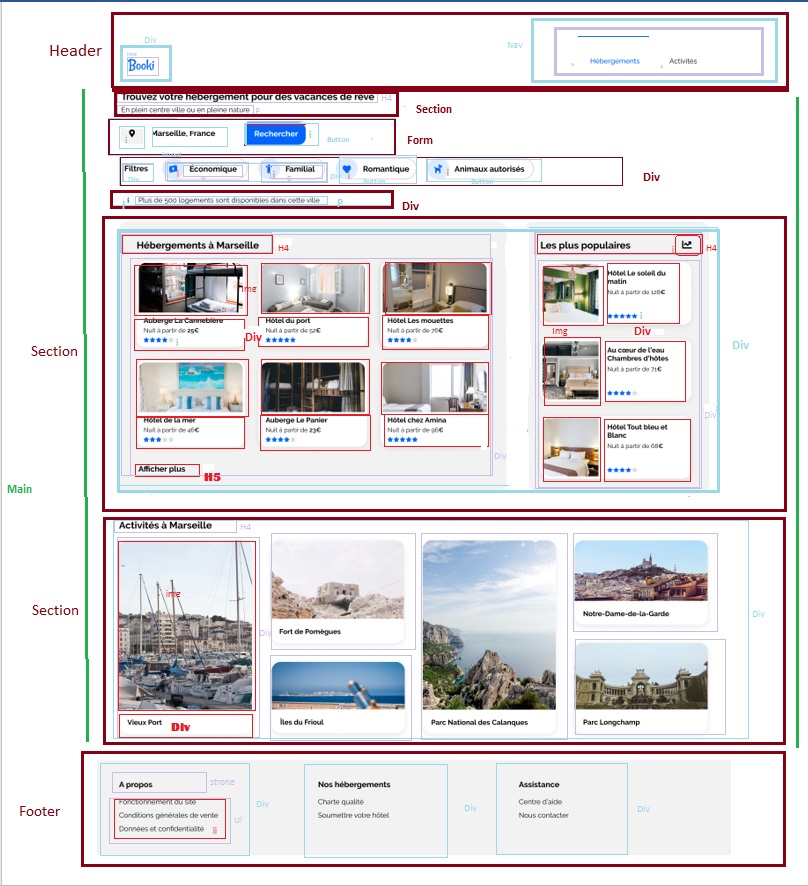 Header
Div
Booki
Nav
Hébergements
Activités
Trouvez votre hébergement pour des vacances de rêve
H4
En plein centre ville ou en pleine nature
p
Section
Marseille, France
Rechercher
i
Button
Form
Filtres
Economique
Familial
Romantique
Animaux autorisés
Div
Button
Button
Div
Plus de 500 logements sont disponibles dans cette ville
p
Div
Section
Hébergements à Marseille
H4
Img
Auberge La Cannebière
Nuit à partir de 25€
i
Div
Hôtel du port
Nuit à partir de 52€
Hôtel Les mouettes
Nuit à partir de 76€
Hôtel de la mer
Nuit à partir de 46€
Auberge Le Panier
Nuit à partir de 23€
Hôtel chez Amina
Nuit à partir de 96€
Afficher plus
H5
Div
Les plus populaires
i
H4
Hôtel Le soleil du
matin
Nuit à partir de 128€
i
Img
Div
Au cœur de l'eau
Chambres d'hôtes
Nuit à partir de 71€
Hôtel Tout bleu et
Blanc
Nuit à partir de 68€
Div
Div
Main
Section
Activités à Marseille
H4
img
Vieux Port
Div
Div
Fort de Pomègues
Îles du Frioul
Parc National des Calanques
Notre-Dame-de-la-Garde
Parc Longchamp
Div
Footer
A propos
strone
Fonctionnement du site
Conditions générales de vente
Données et confidentialité
Ul
Div
Nos hébergements
Charte qualité
Soumettre votre hôtel
Div
Assistance
Centre d'aide
Nous contacter
Div